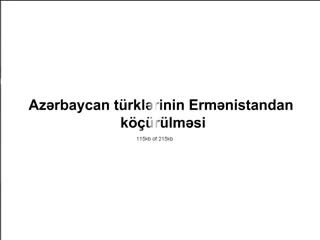 Azərbaycan türklərinin Ermənistandan
köçürülməsi
115kb of 215kb